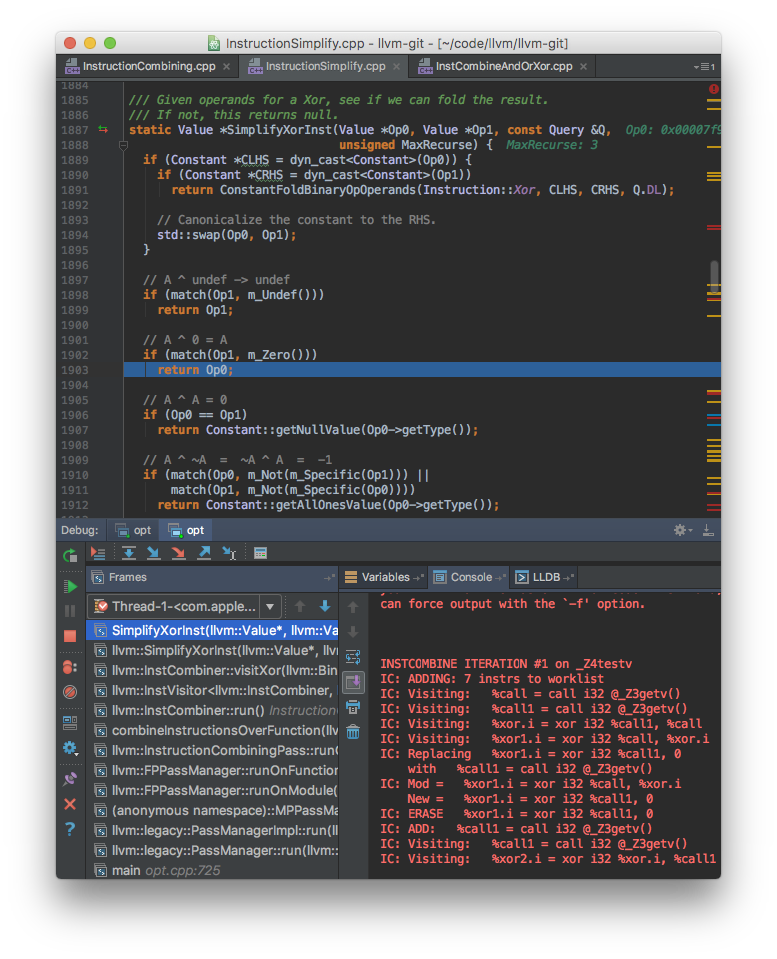 InstructionSimplify.cpp - llvm-git - [~/code/llvm/llvm-git]
InstructionCombining.cpp × InstructionSimplify.cpp × InstCombineAndOrXor.cpp × 1
1884
1885 /// Given operands for a Xor, see if we can fold the result.
1886 /// If not, this returns null.
1887 static Value *SimplifyXorInst(Value *Op0, Value *Op1, const Query &Q, Op0: 0x00007f9
1888 unsigned MaxRecurse) { MaxRecurse: 3
1889 if (Constant *CLHS = dyn_cast<Constant>(Op0)) {
1890 if (Constant *CRHS = dyn_cast<Constant>(Op1))
1891 return ConstantFoldBinaryOpOperands(Instruction::Xor, CLHS, CRHS, Q.DL);
1892
1893 // Canonicalize the constant to the RHS.
1894 std::swap(Op0, Op1);
1895 }
1896
1897 // A ^ undef -> undef
1898 if (match(Op1, m_Undef()))
1899 return Op1;
1900
1901 // A ^ 0 = A
1902 if (match(Op1, m_Zero()))
1903 return Op0;
1904
1905 // A ^ A = 0
1906 if (Op0 == Op1)
1907 return Constant::getNullValue(Op0->getType());
1908
1909 // A ^ ~A = ~A ^ A = -1
1910 if (match(Op0, m_Not(m_Specific(Op1))) ||
1911 match(Op1, m_Not(m_Specific(Op0))))
1912 return Constant::getAllOnesValue(Op0->getType());
Debug: opt opt
Frames
Thread-1-<com.apple...
SimplifyXorInst(llvm::Value*, llvm::Va
llvm::SimplifyXorInst(llvm::Value*, llv
llvm::InstCombiner::visitXor(llvm::Bin
llvm::InstVisitor<llvm::InstCombiner,
llvm::InstCombiner::run() Instruction
combineInstructionsOverFunction(llv
llvm::InstructionCombiningPass::runO
llvm::FPPassManager::runOnFunction
llvm::FPPassManager::runOnModule(
(anonymous namespace)::MPPassMa
llvm::legacy::PassManagerImpl::run(ll
llvm::legacy::PassManager::run(llvm::
main opt.cpp:725
Variables Console LLDB
can force output with the `-f' option.
INSTCOMBINE ITERATION #1 on _Z4testv
IC: ADDING: 7 instrs to worklist
IC: Visiting: %call = call i32 @_Z3getv()
IC: Visiting: %call1 = call i32 @_Z3getv()
IC: Visiting: %xor.i = xor i32 %call1, %call
IC: Visiting: %xor1.i = xor i32 %call, %xor.i
IC: Replacing %xor1.i = xor i32 %call1, 0
with %call1 = call i32 @_Z3getv()
IC: Mod = %xor1.i = xor i32 %call, %xor.i
New = %xor1.i = xor i32 %call1, 0
IC: ERASE %xor1.i = xor i32 %call1, 0
IC: ADD: %call1 = call i32 @_Z3getv()
IC: Visiting: %call1 = call i32 @_Z3getv()
IC: Visiting: %xor2.i = xor i32 %xor.i, %call1